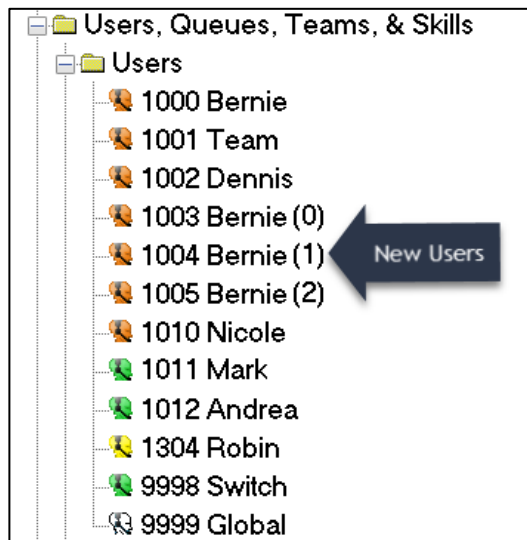 Users, Queues, Teams, & Skills
Users
1000 Bernie
1001 Team
1002 Dennis
1003 Bernie (0)
1004 Bernie (1)
New Users
1005 Bernie (2)
1010 Nicole
1011 Mark
1012 Andrea
1304 Robin
9998 Switch
9999 Global